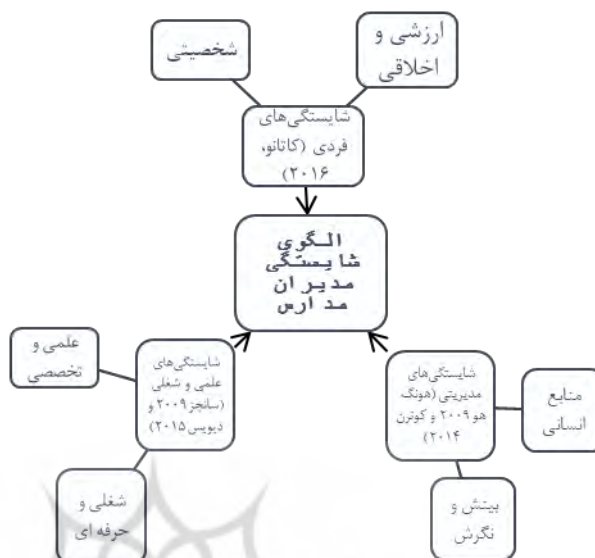 ارزشی و
اخلاقی
شخصیتی
شایستگی‌های
فردی (کاتانو،
۲۰۱۶)
الگوی
شایستگی
مدیران
مدارس
شایستگی‌های
مدیریتی (هونگ،
هو ۲۰۰۹ و کوترن
۲۰۱۴)
منابع
انسانی
بینش و
نگرش
شایستگی‌های
علمی و شغلی
(سانجز ۲۰۰۹ و
دیویس ۲۰۱۵)
علمی و
تخصصی
شغلی و
حرفه ای